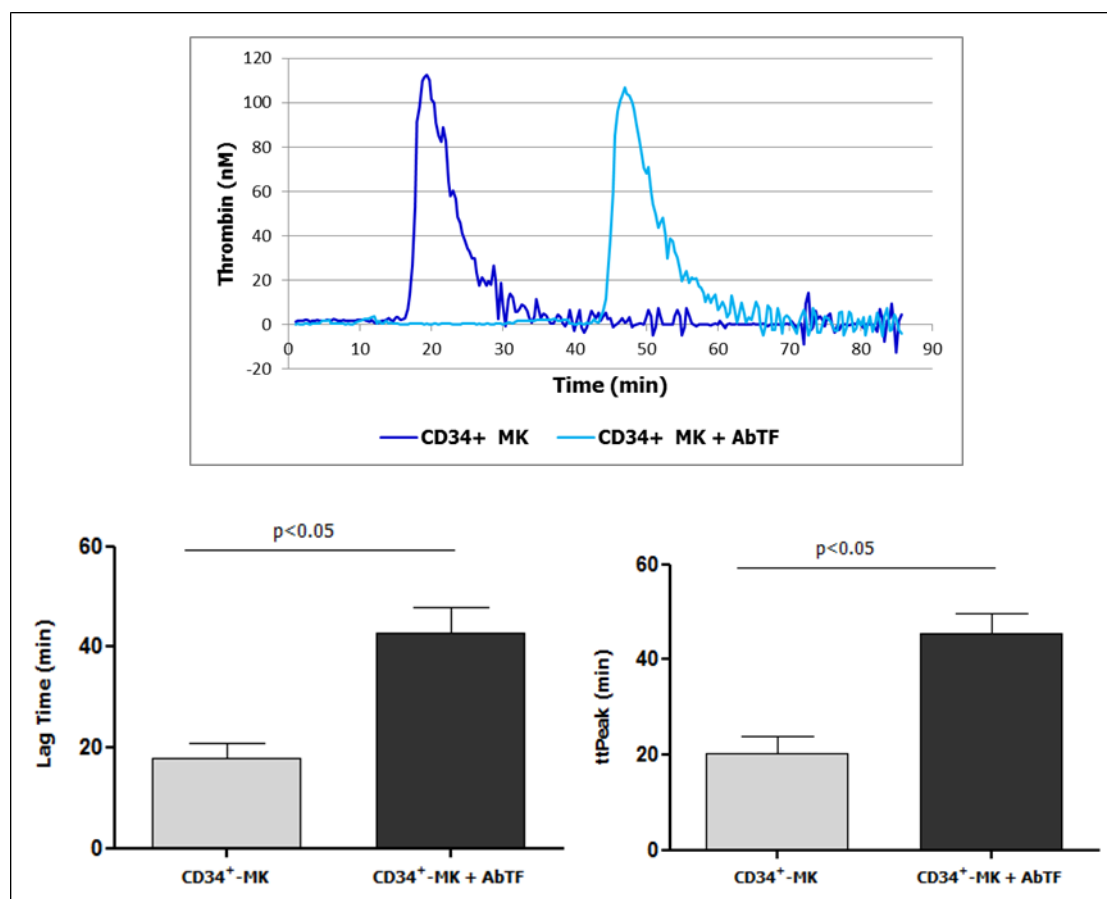 120
100
80
60
40
20
0
-20
Thrombin (nM)
0 10 20 30 40 50 60 70 80 90
Time (min)
CD34+ MK CD34+ MK + AbTF
p<0.05
60
40
20
0
Lag Time (min)
CD34⁺-MK CD34⁺-MK + AbTF
p<0.05
60
40
20
0
ttPeak (min)
CD34⁺-MK CD34⁺-MK + AbTF